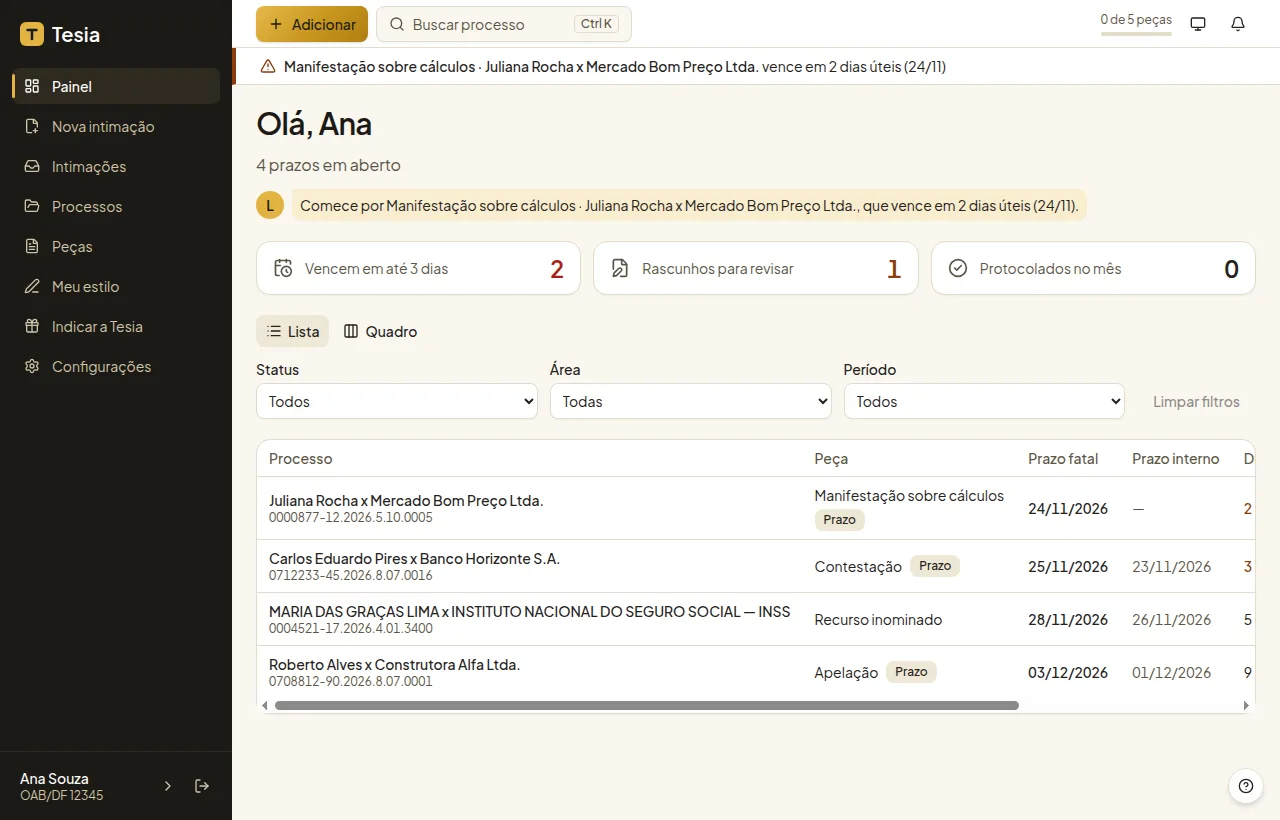 T Tesia
Adicionar
Buscar processo
Ctrl K
0 de 5 peças
Manifestação sobre cálculos · Juliana Rocha x Mercado Bom Preço Ltda. vence em 2 dias úteis (24/11)
Painel
Nova intimação
Intimações
Processos
Peças
Meu estilo
Indicar a Tesia
Configurações
Ana Souza
OAB/DF 12345
Olá, Ana
4 prazos em aberto
L
Comece por Manifestação sobre cálculos · Juliana Rocha x Mercado Bom Preço Ltda., que vence em 2 dias úteis (24/11).
Vencem em até 3 dias 2
Rascunhos para revisar 1
Protocolados no mês 0
Lista Quadro
Status Área Período
Todos Todas Todos Limpar filtros
Processo Peça Prazo fatal Prazo interno D
Juliana Rocha x Mercado Bom Preço Ltda.
0000877-12.2026.5.10.0005
Manifestação sobre cálculos
Prazo
24/11/2026 — 2
Carlos Eduardo Pires x Banco Horizonte S.A.
0712233-45.2026.8.07.0016
Contestação Prazo 25/11/2026 23/11/2026 3
MARIA DAS GRAÇAS LIMA x INSTITUTO NACIONAL DO SEGURO SOCIAL — INSS
0004521-17.2026.4.01.3400
Recurso inominado 28/11/2026 26/11/2026 5
Roberto Alves x Construtora Alfa Ltda.
0708812-90.2026.8.07.0001
Apelação Prazo 03/12/2026 01/12/2026 9